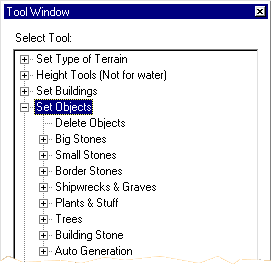 Tool Window
Select Tool:
Set Type of Terrain
Height Tools (Not for water)
Set Buildings
Set Objects
Delete Objects
Big Stones
Small Stones
Border Stones
Shipwrecks & Graves
Plants & Stuff
Trees
Building Stone
Auto Generation